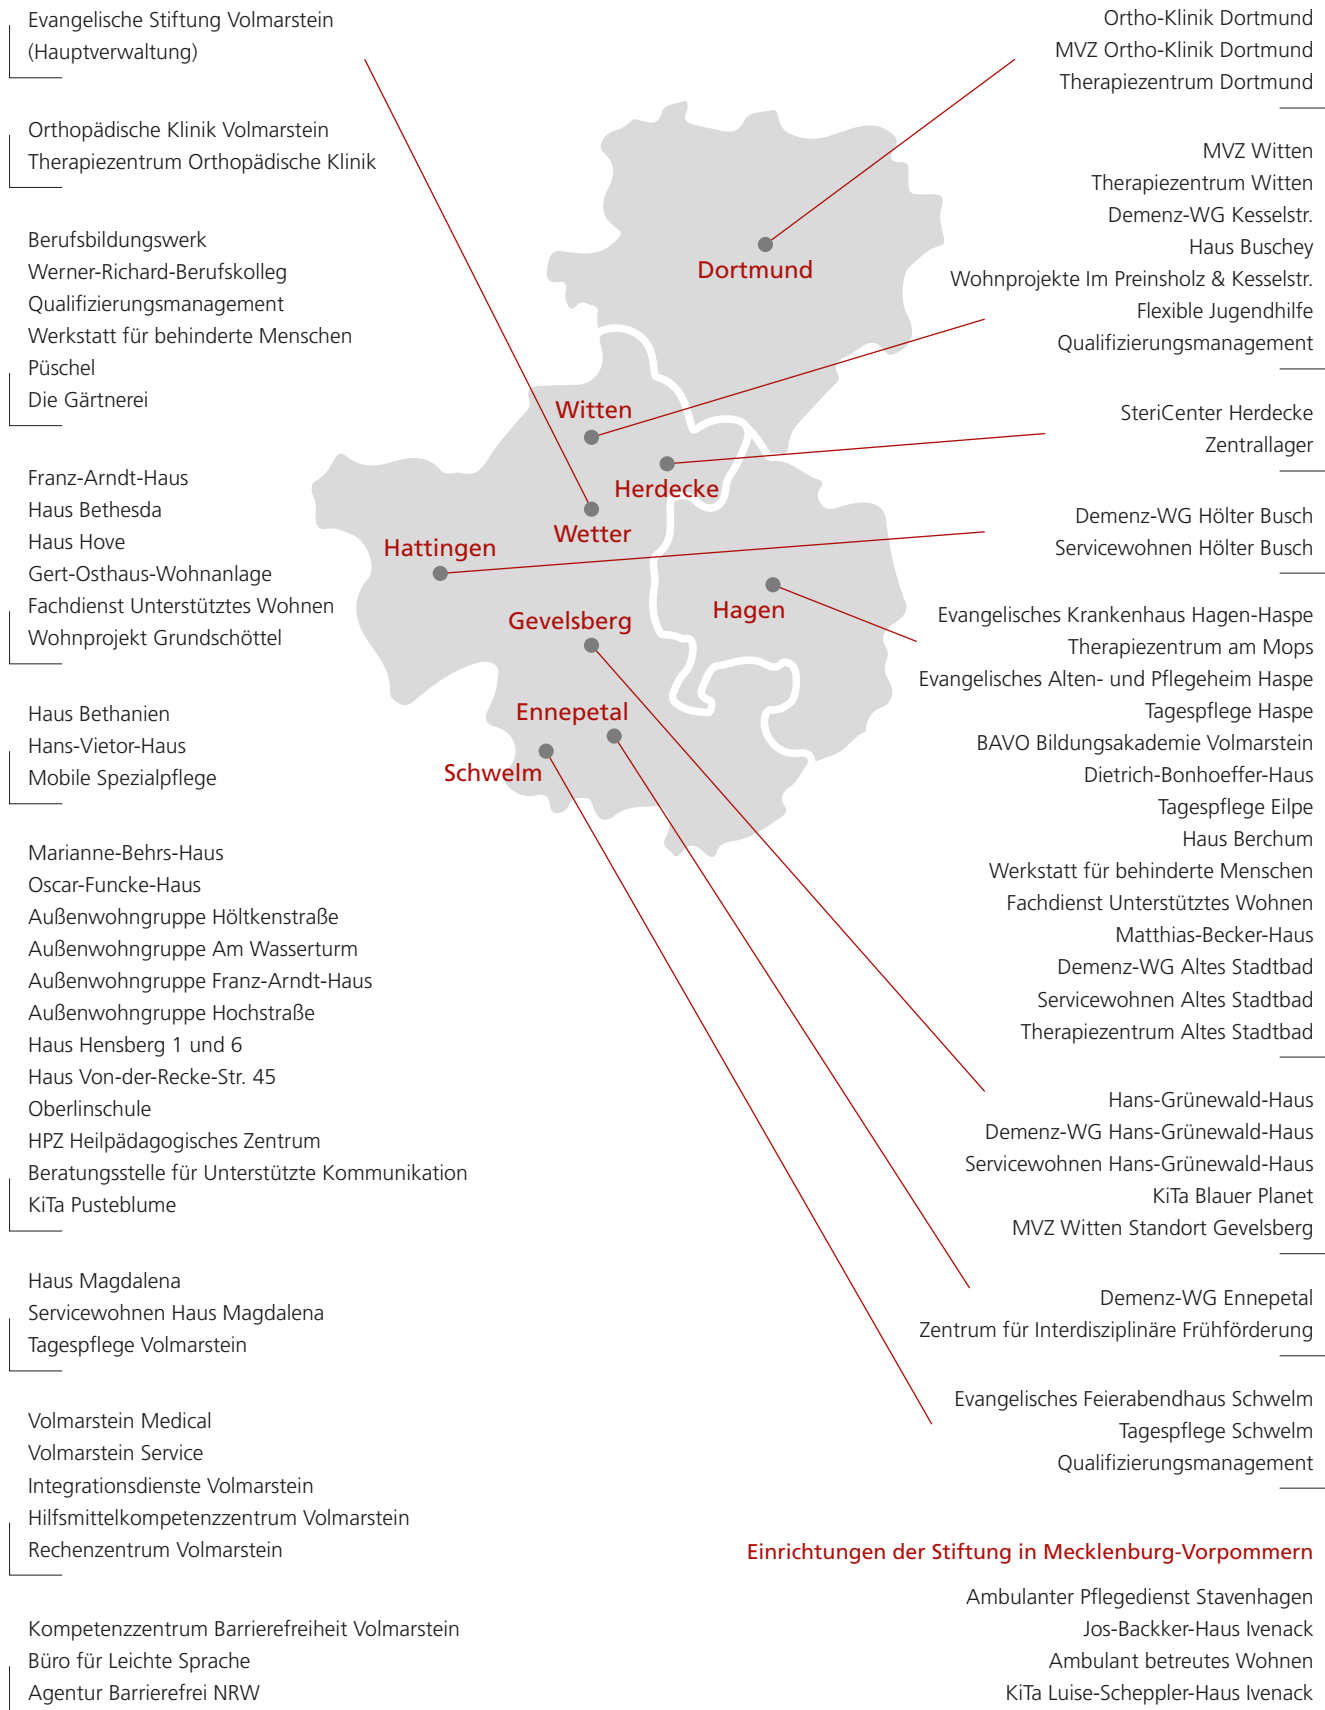 Evangelische Stiftung Volmarstein
(Hauptverwaltung)
Orthopädische Klinik Volmarstein
Therapiezentrum Orthopädische Klinik
Berufsbildungswerk
Werner-Richard-Berufskolleg
Qualifizierungsmanagement
Werkstatt für behinderte Menschen
Püschel
Die Gärtnerei
Franz-Arndt-Haus
Haus Bethesda
Haus Hove
Gert-Osthaus-Wohnanlage
Fachdienst Unterstütztes Wohnen
Wohnprojekt Grundschöttel
Haus Bethanien
Hans-Vietor-Haus
Mobile Spezialpflege
Marianne-Behrs-Haus
Oscar-Funcke-Haus
Außenwohngruppe Höltkenstraße
Außenwohngruppe Am Wasserturm
Außenwohngruppe Franz-Arndt-Haus
Außenwohngruppe Hochstraße
Haus Hensberg 1 und 6
Haus Von-der-Recke-Str. 45
Oberlinschule
HPZ Heilpädagogisches Zentrum
Beratungsstelle für Unterstützte Kommunikation
KiTa Pusteblume
Haus Magdalena
Servicewohnen Haus Magdalena
Tagespflege Volmarstein
Volmarstein Medical
Volmarstein Service
Integrationsdienste Volmarstein
Hilfsmittelkompetenzzentrum Volmarstein
Rechenzentrum Volmarstein
Kompetenzzentrum Barrierefreiheit Volmarstein
Büro für Leichte Sprache
Agentur Barrierefrei NRW
Dortmund
Witten
Herdecke
Wetter
Hattingen
Hagen
Gevelsberg
Ennepetal
Schwelm
Ortho-Klinik Dortmund
MVZ Ortho-Klinik Dortmund
Therapiezentrum Dortmund
MVZ Witten
Therapiezentrum Witten
Demenz-WG Kesselstr.
Haus Buschey
Wohnprojekte Im Preinsholz & Kesselstr.
Flexible Jugendhilfe
Qualifizierungsmanagement
SteriCenter Herdecke
Zentrallager
Demenz-WG Hölter Busch
Servicewohnen Hölter Busch
Evangelisches Krankenhaus Hagen-Haspe
Therapiezentrum am Mops
Evangelisches Alten- und Pflegeheim Haspe
Tagespflege Haspe
BAVO Bildungsakademie Volmarstein
Dietrich-Bonhoeffer-Haus
Tagespflege Eilpe
Haus Berchum
Werkstatt für behinderte Menschen
Fachdienst Unterstütztes Wohnen
Matthias-Becker-Haus
Demenz-WG Altes Stadtbad
Servicewohnen Altes Stadtbad
Therapiezentrum Altes Stadtbad
Hans-Grünewald-Haus
Demenz-WG Hans-Grünewald-Haus
Servicewohnen Hans-Grünewald-Haus
KiTa Blauer Planet
MVZ Witten Standort Gevelsberg
Demenz-WG Ennepetal
Zentrum für Interdisziplinäre Frühförderung
Evangelisches Feierabendhaus Schwelm
Tagespflege Schwelm
Qualifizierungsmanagement
Einrichtungen der Stiftung in Mecklenburg-Vorpommern
Ambulanter Pflegedienst Stavenhagen
Jos-Backker-Haus Ivenack
Ambulant betreutes Wohnen
KiTa Luise-Scheppler-Haus Ivenack